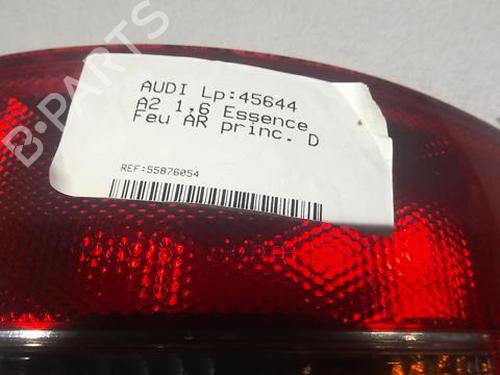 AUDI Lp:45644
A2 1,6 Essence
Feu AR princ. D
REF:55876054
B-PARTS